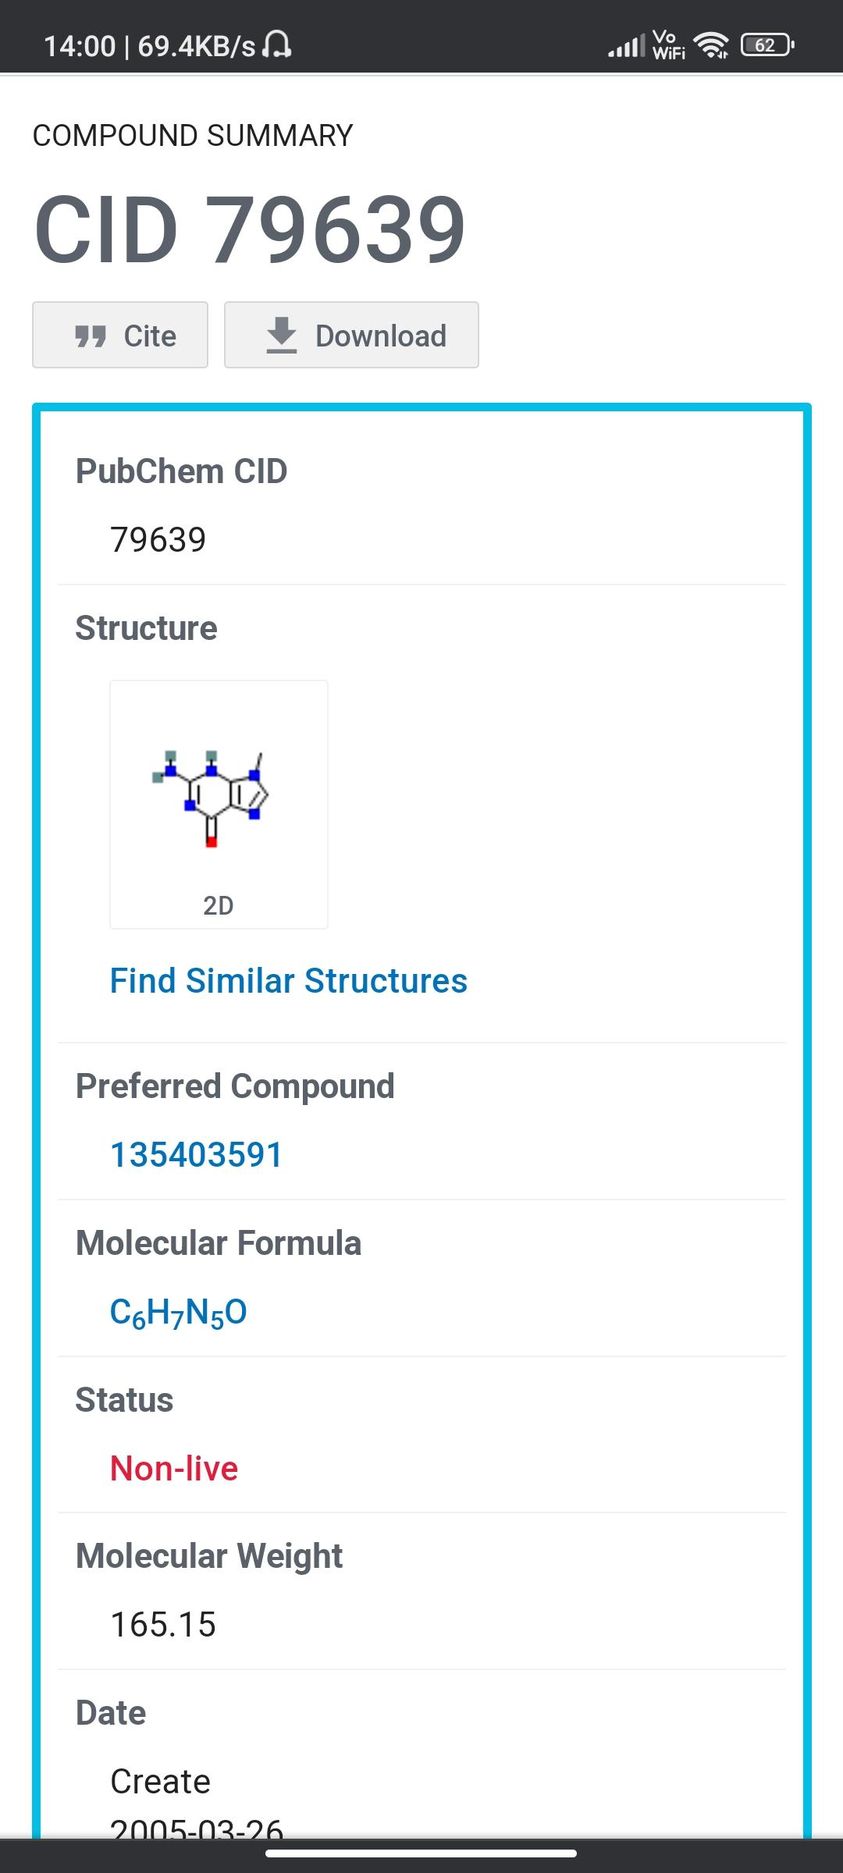 14:00 | 69.4KB/s
Vo
WiFi
62
COMPOUND SUMMARY
CID 79639
Cite
Download
PubChem CID
79639
Structure
2D
Find Similar Structures
Preferred Compound
135403591
Molecular Formula
C₆H₇N₅O
Status
Non-live
Molecular Weight
165.15
Date
Create
2005-03-26